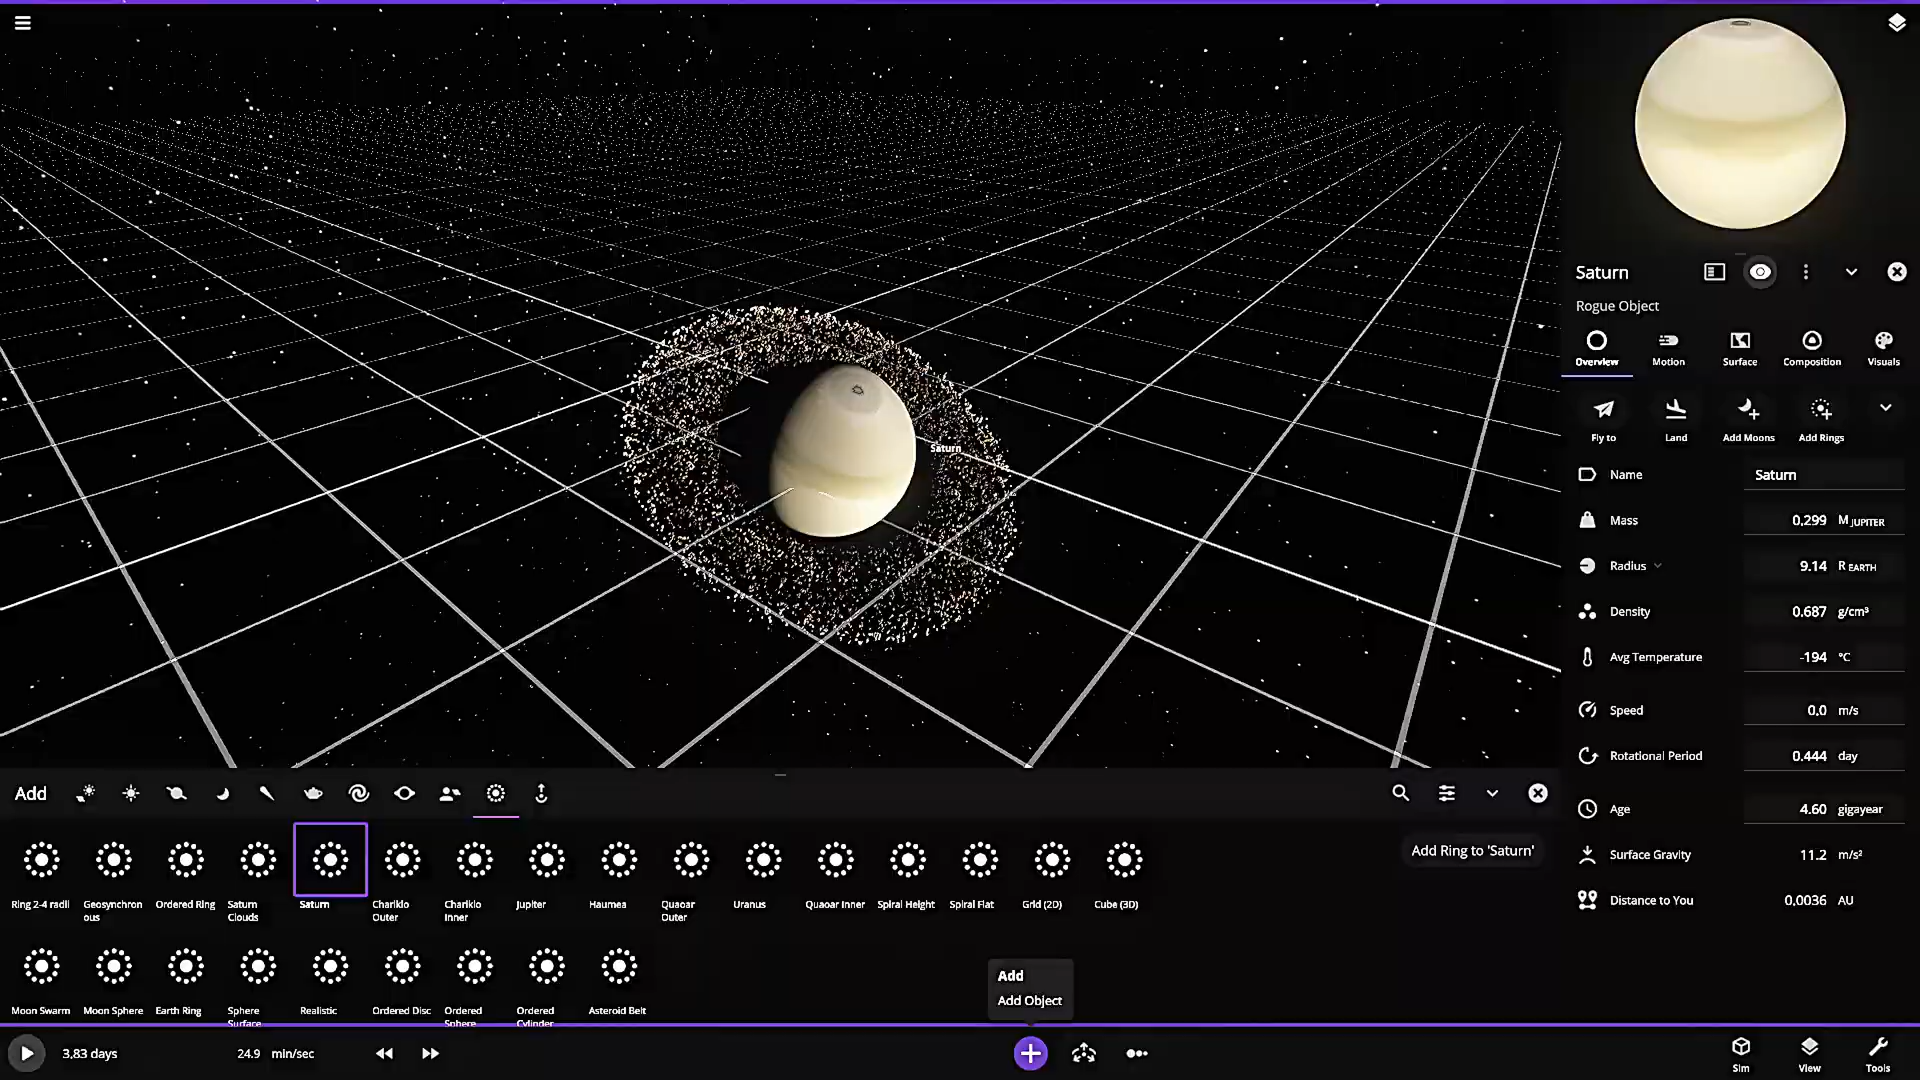 Saturn
Rogue Object
Overview
Motion
Surface
Composition
Visuals
Fly to
Land
Add Moons
Add Rings
Name
Saturn
Mass
0.299 M JUPITER
Radius
9.14 R EARTH
Density
0.687 g/cm³
Avg Temperature
-194 °C
Speed
0.0 m/s
Rotational Period
0.444 day
Age
4.60 gigayear
Surface Gravity
11.2 m/s²
Distance to You
0.0036 AU
Saturn
Add
Add Ring to 'Saturn'
Ring 2-4 radii
Geosynchron
ous
Ordered Ring
Saturn
Clouds
Saturn
Chariklo
Outer
Chariklo
Inner
Jupiter
Haumea
Quaoar
Outer
Uranus
Quaoar Inner
Spiral Height
Spiral Flat
Grid (2D)
Cube (3D)
Moon Swarm
Moon Sphere
Earth Ring
Sphere
Surface
Realistic
Ordered Disc
Ordered
Sphere
Ordered
Cylinder
Asteroid Belt
Add
Add Object
3.83 days
24.9 min/sec
Sim
View
Tools